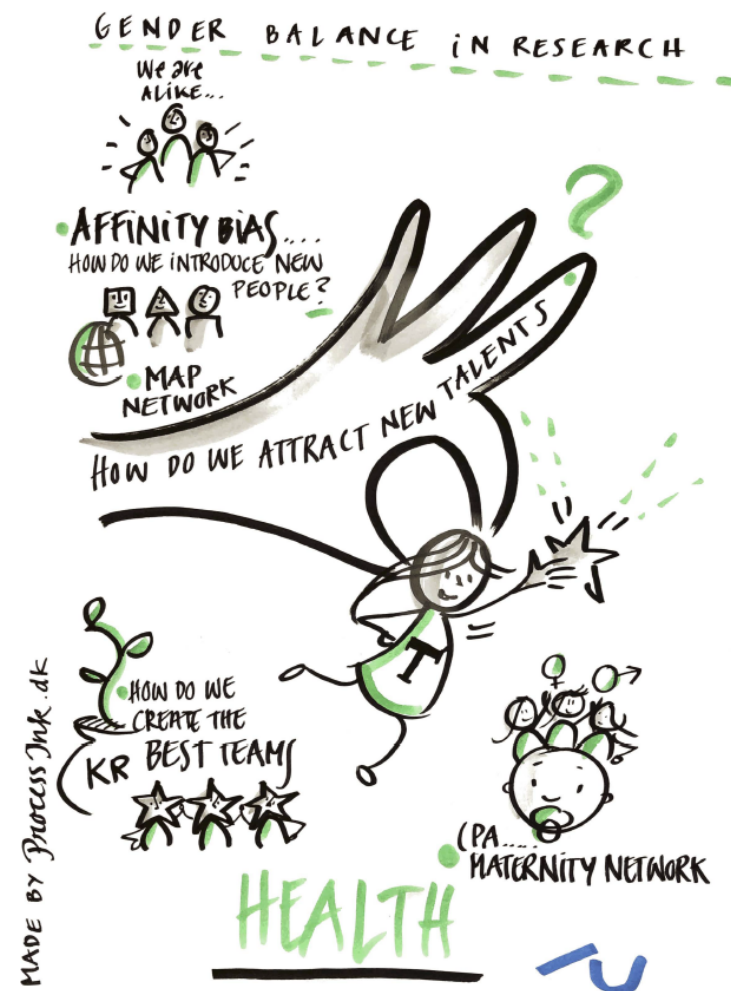 GENDER BALANCE iN RESEARCH
We are
ALiKE...
AFFiNiTY BiAS....
HOW DO WE iNTRODUCE NEW
PEOPLE?
MAP
NETWORK
HOW DO WE ATTRACT NEW TALENTS
?
T
HOW DO WE
CREATE THE
BEST TEAMS
KR
(PA.....
MATERNiTY NETWORK
HEALTH
MADE BY Process Ink.dk